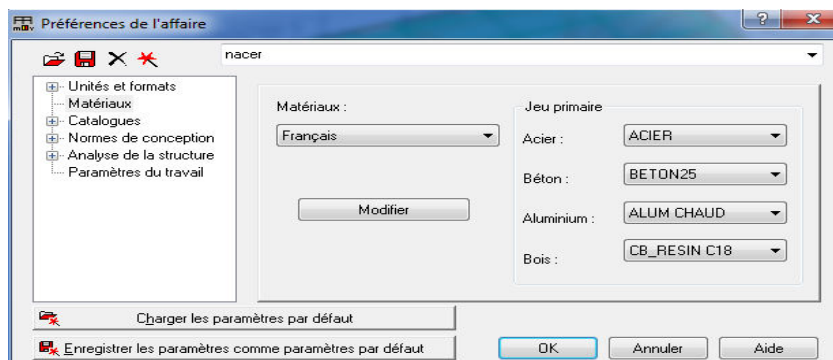 Préférences de l'affaire
nacer
Unités et formats
Matériaux
Catalogues
Normes de conception
Analyse de la structure
Paramètres du travail
Matériaux :
Français
Modifier
Jeu primaire
Acier : ACIER
Béton : BETON25
Aluminium : ALUM CHAUD
Bois : CB_RESIN C18
Charger les paramètres par défaut
Enregistrer les paramètres comme paramètres par défaut
OK Annuler Aide